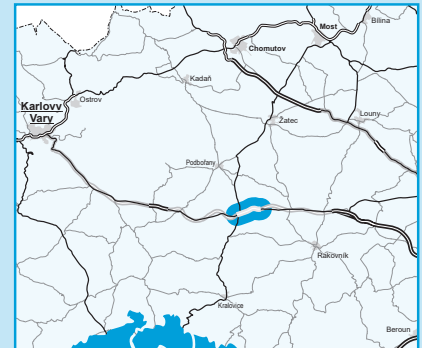 Bílina
Most
Chomutov
Kadaň
Ostrov
Karlovy
Vary
Louny
Žatec
Podbořany
Rakovník
Kralovice
Beroun